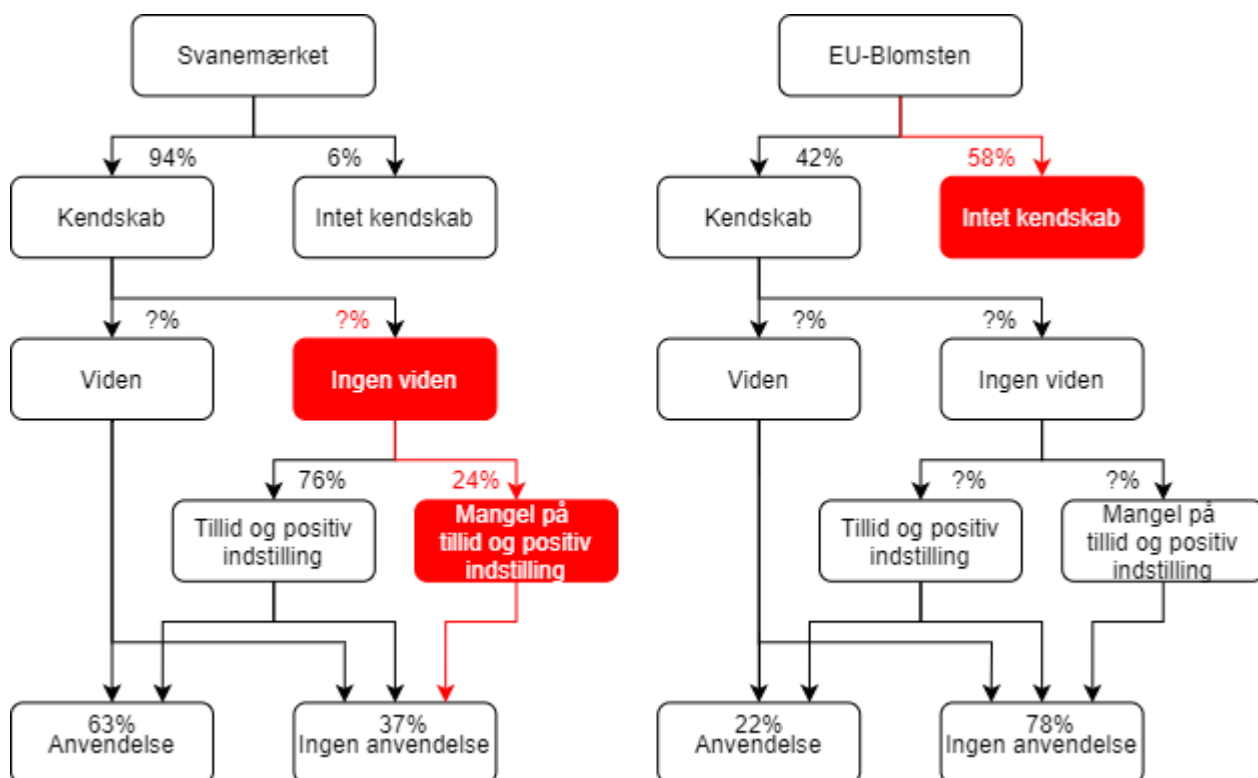 Svanemærket
94%
6%
Kendskab
Intet kendskab
?%
?%
Viden
Ingen viden
76%
24%
Tillid og positiv
indstilling
Mangel på
tillid og positiv
indstilling
63%
Anvendelse
37%
Ingen anvendelse
EU-Blomsten
42%
58%
Kendskab
Intet kendskab
?%
?%
Viden
Ingen viden
?%
?%
Tillid og positiv
indstilling
Mangel på
tillid og positiv
indstilling
22%
Anvendelse
78%
Ingen anvendelse